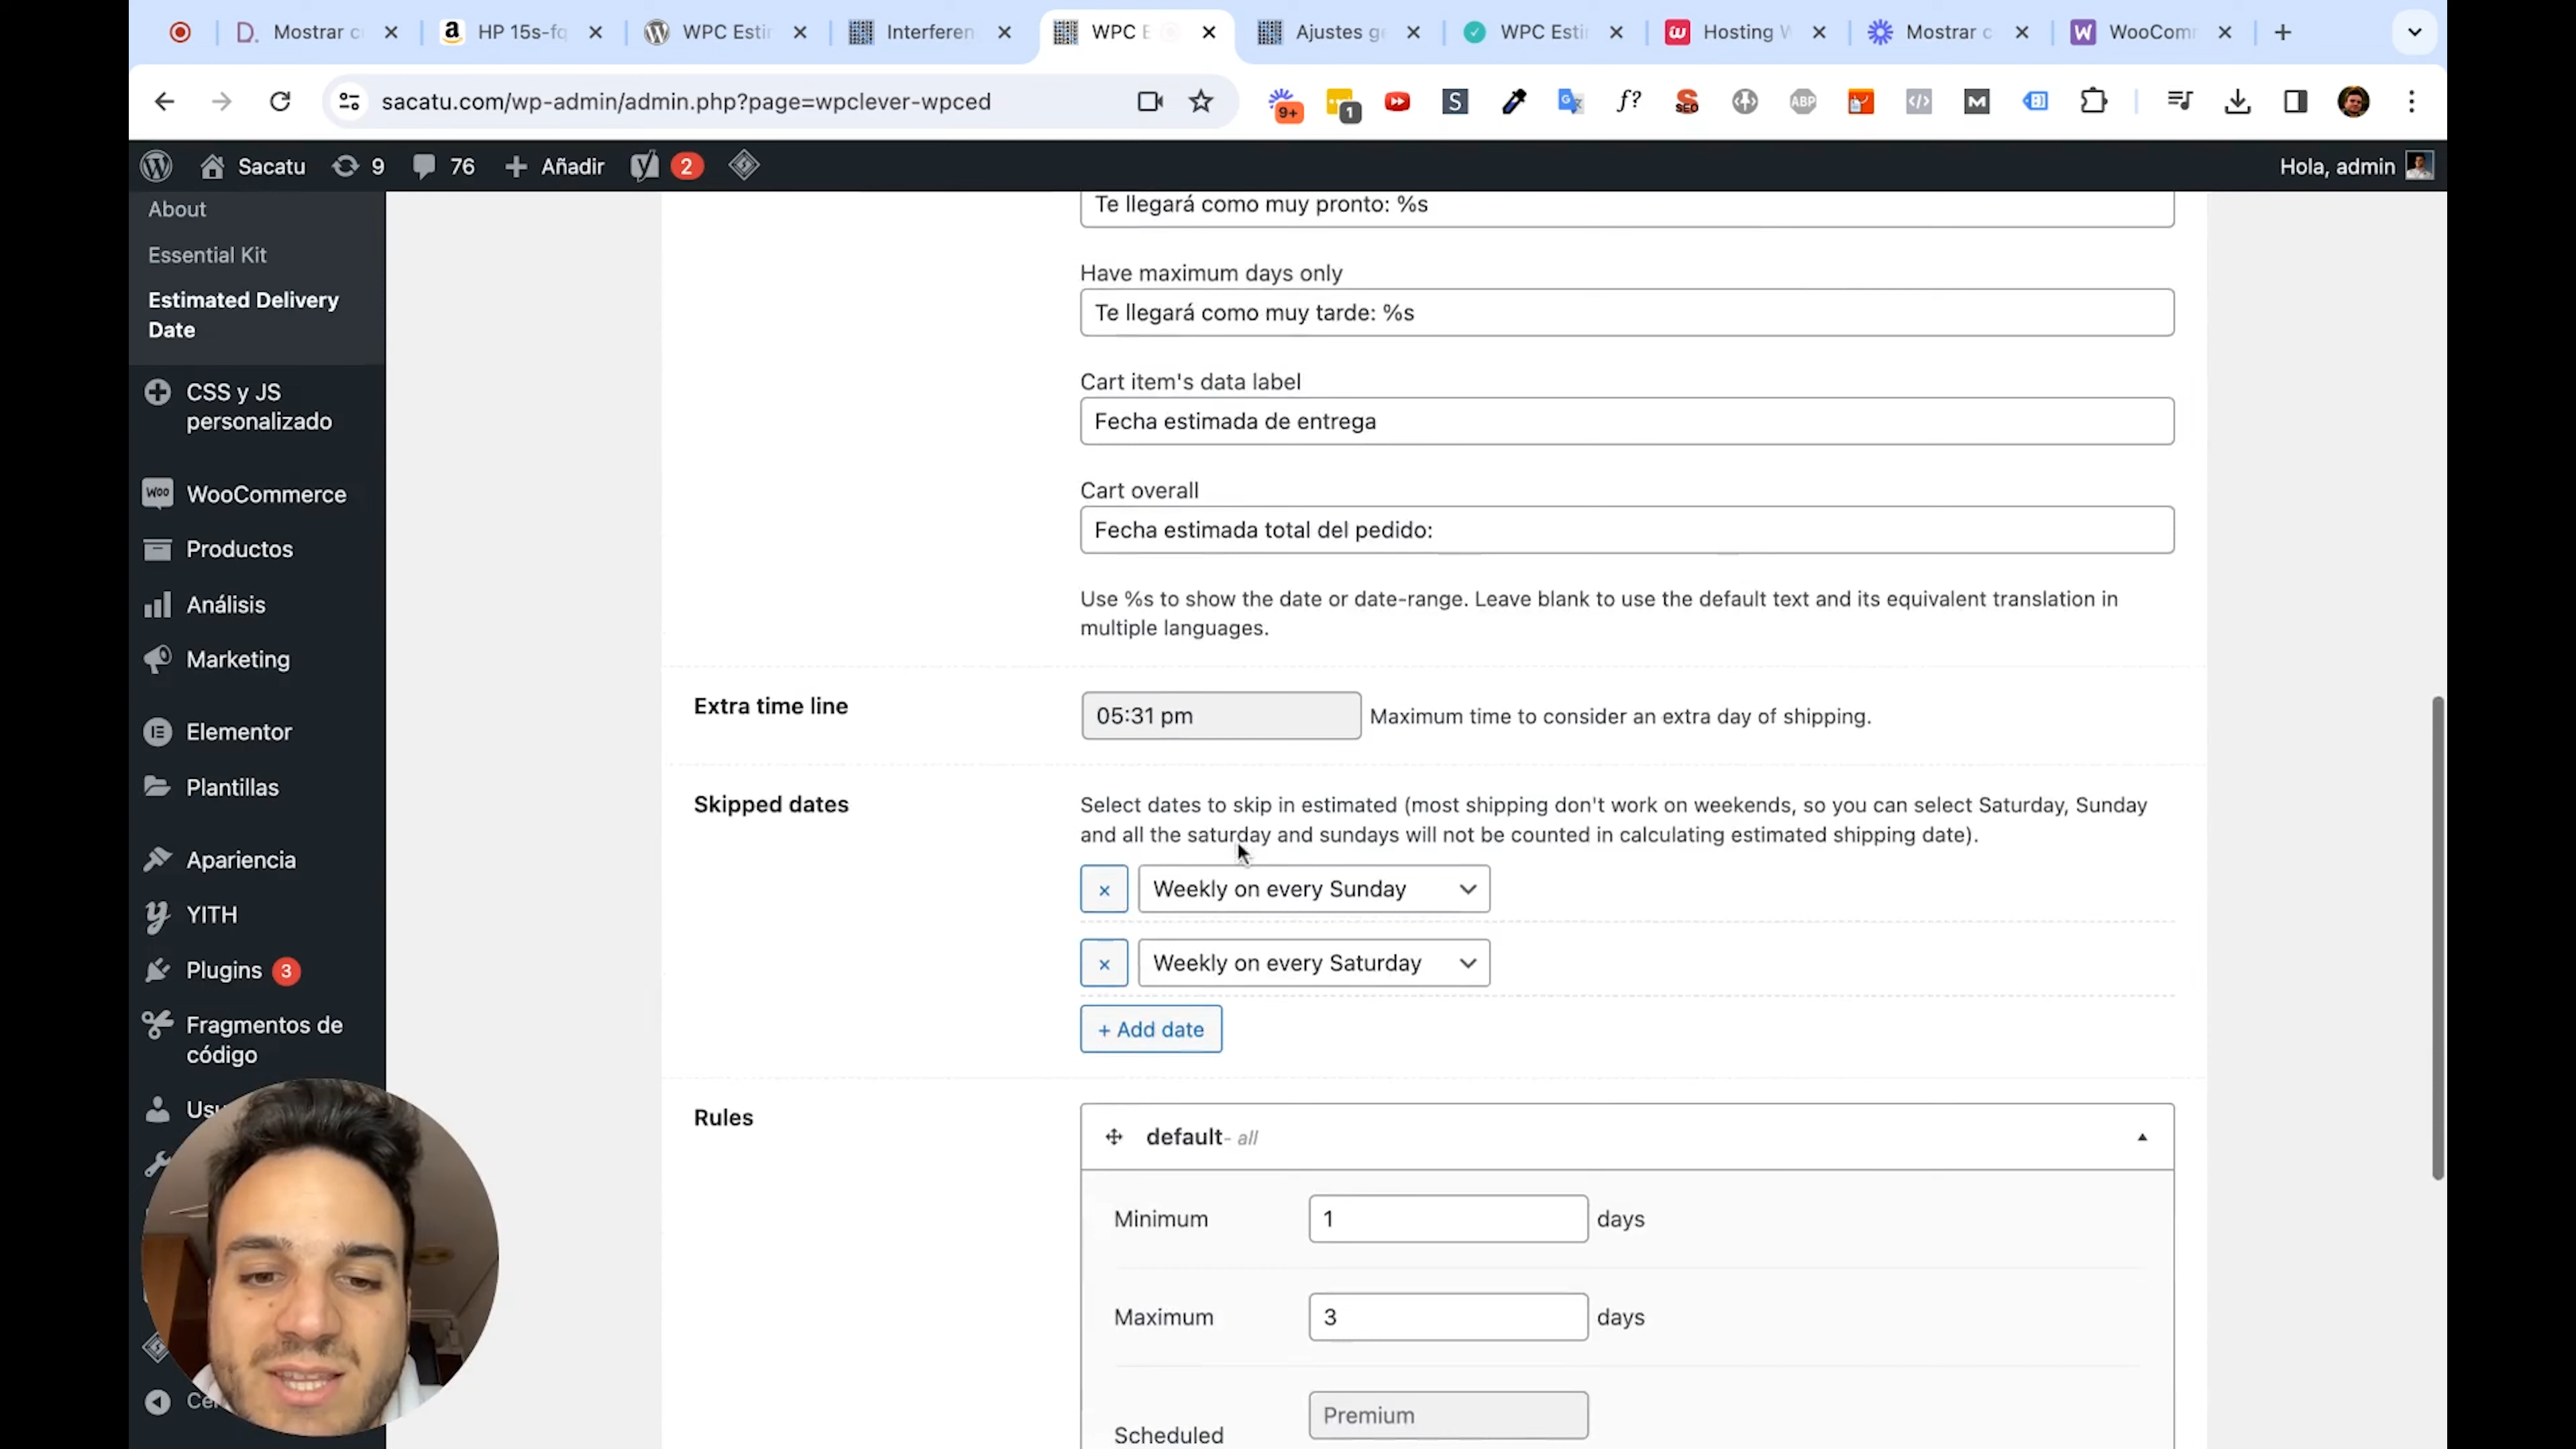 D. Mostrar c
HP 15s-fq
WPC Estin
Interferen
WPC E
Ajustes g
WPC Estin
Hosting W
Mostrar c
WooComm
sacatu.com/wp-admin/admin.php?page=wpclever-wpced
9+
1
S
f?
SEO
ABP
M
Sacatu
9
76
Añadir
2
Hola, admin
About
Essential Kit
Estimated Delivery
Date
CSS y JS
personalizado
WooCommerce
Productos
Análisis
Marketing
Elementor
Plantillas
Apariencia
YITH
Plugins 3
Fragmentos de
código
Te llegará como muy pronto: %s
Have maximum days only
Te llegará como muy tarde: %s
Cart item's data label
Fecha estimada de entrega
Cart overall
Fecha estimada total del pedido:
Use %s to show the date or date-range. Leave blank to use the default text and its equivalent translation in
multiple languages.
Extra time line
05:31 pm
Maximum time to consider an extra day of shipping.
Skipped dates
Select dates to skip in estimated (most shipping don't work on weekends, so you can select Saturday, Sunday
and all the saturday and sundays will not be counted in calculating estimated shipping date).
× Weekly on every Sunday
× Weekly on every Saturday
+ Add date
Rules
default - all
Minimum
1
days
Maximum
3
days
Scheduled
Premium